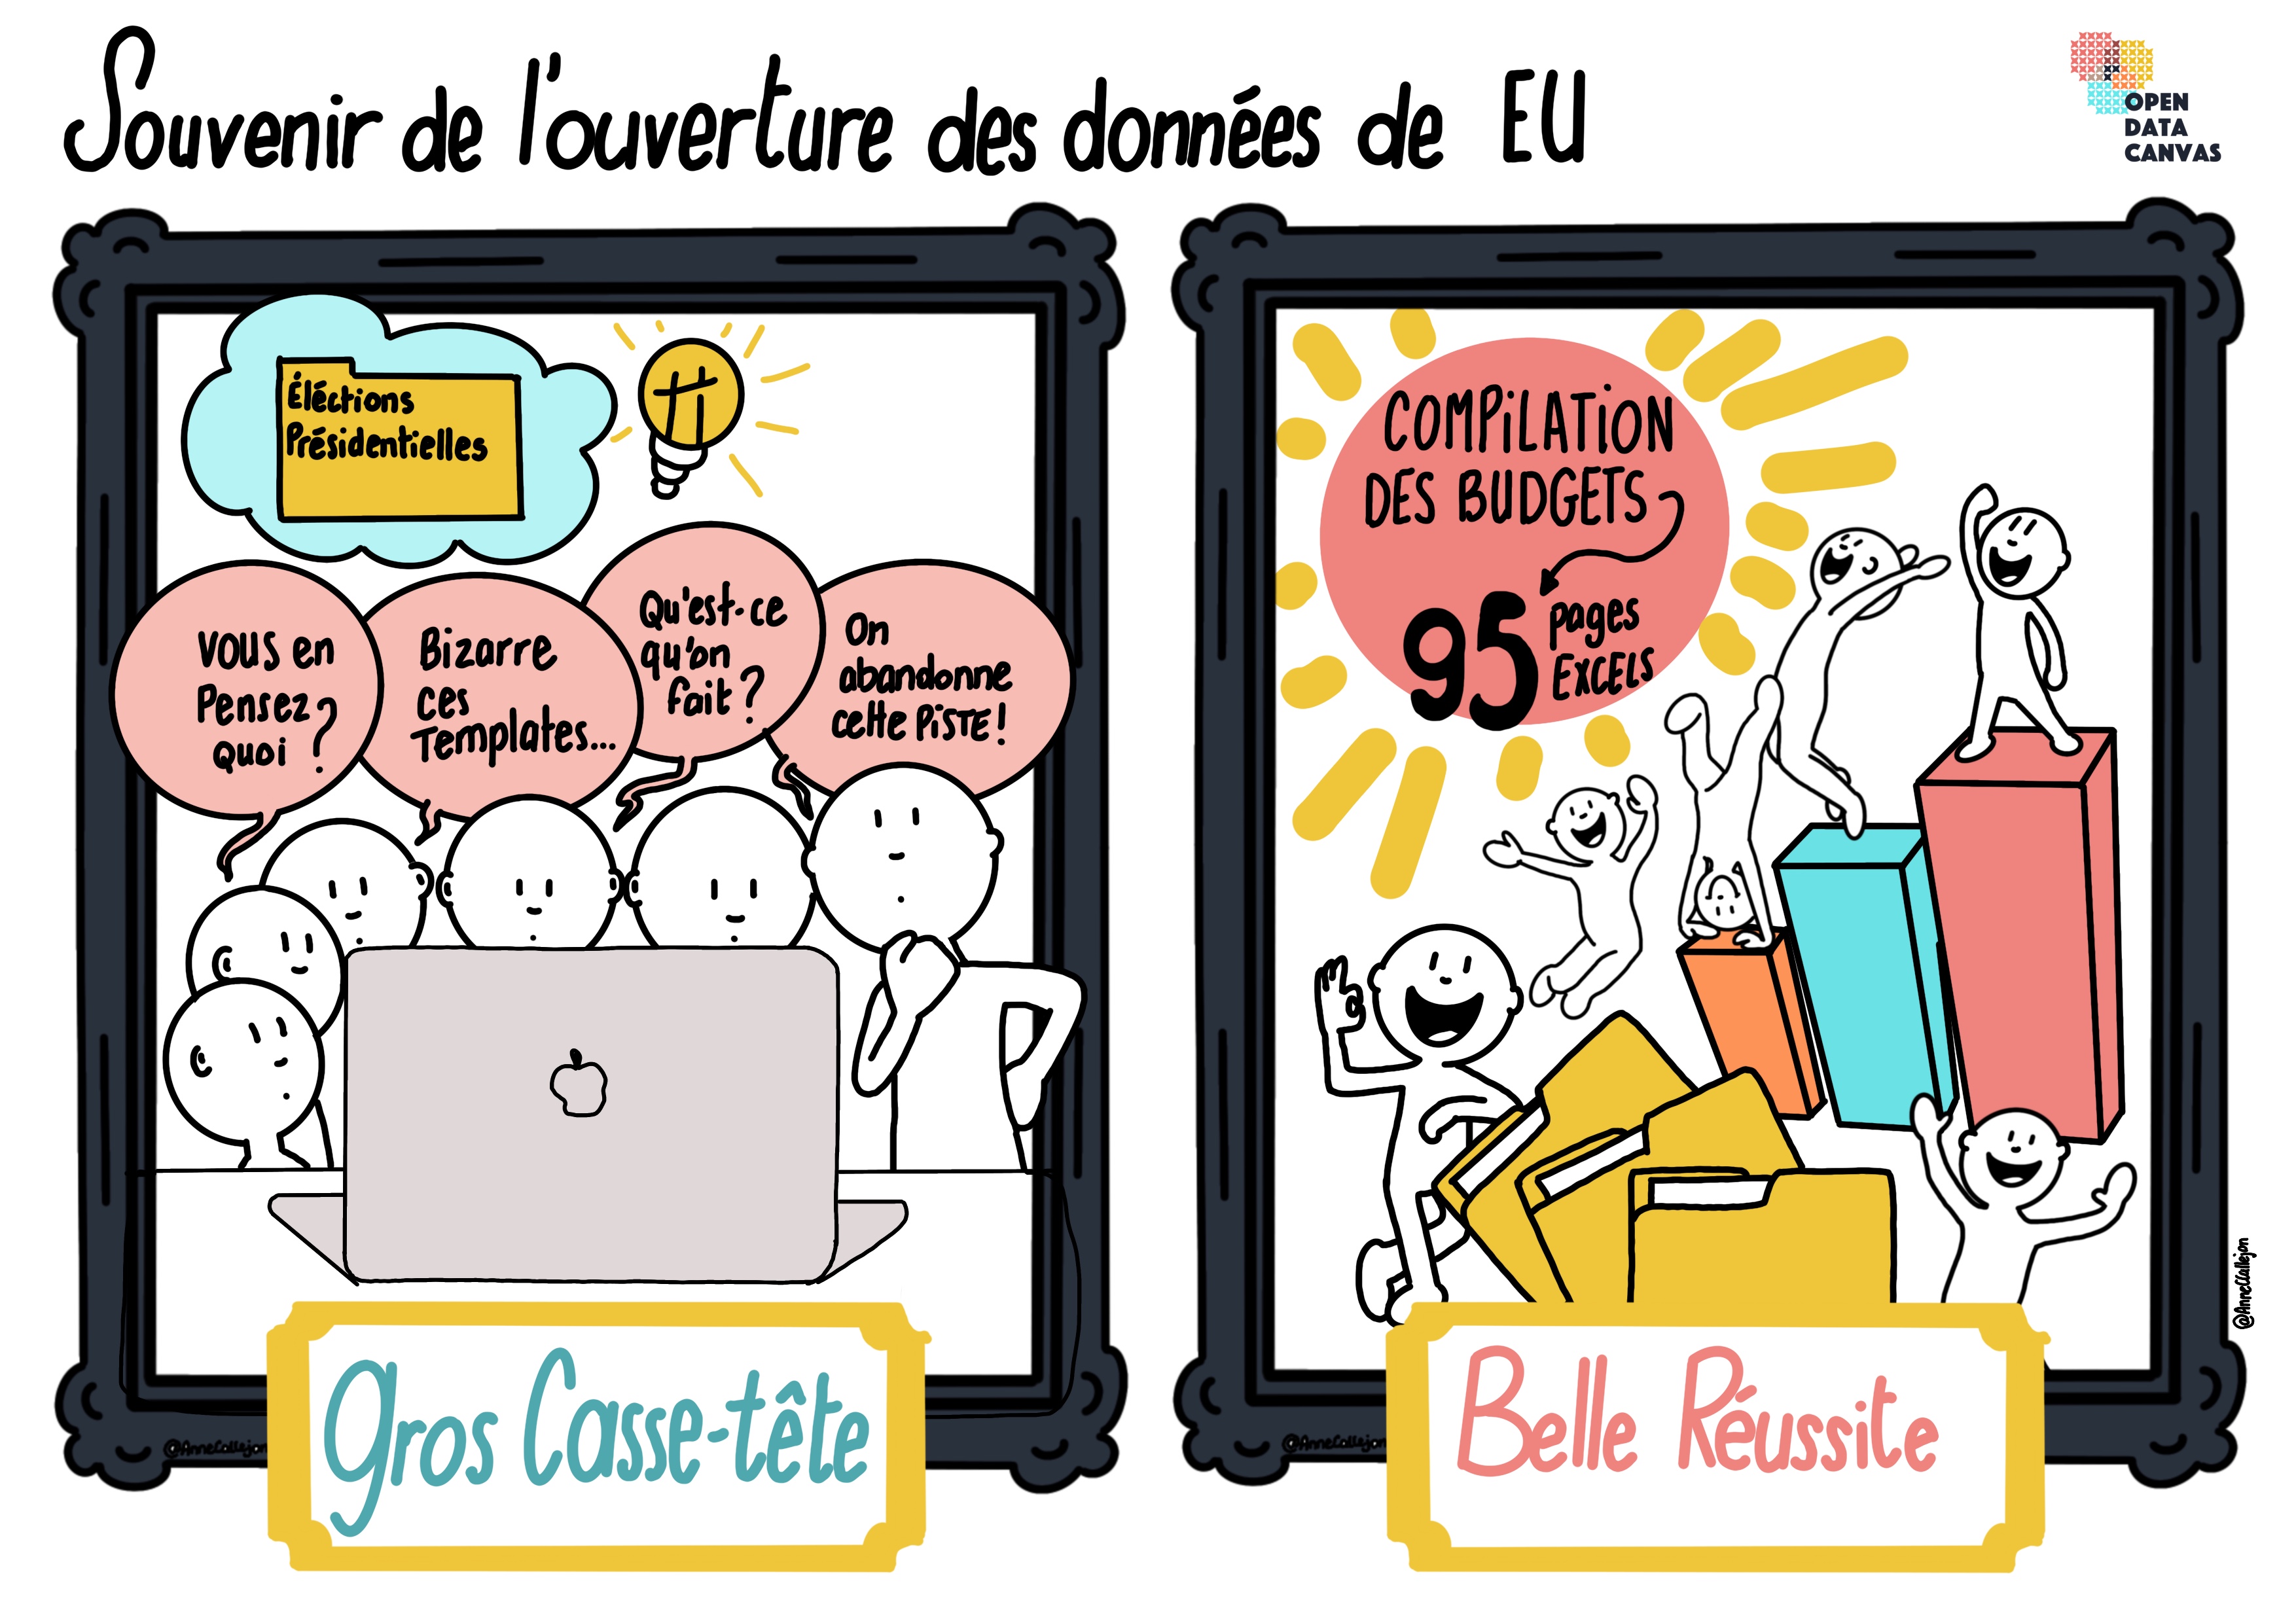 Souvenir de l'ouverture des données de EU
OPEN
DATA
CANVAS
Éléctions
Présidentielles
Vous en
Pensez
quoi ?
Bizarre
ces
Templates...
Qu'est-ce
qu'on
fait ?
On
abandonne
cette PiSTE !
Gros Casse-tête
@AnneCallejon
COMPiLATiON
DES BUDGETS
95 pages
EXCELS
Belle Réussite
@AnneCallejon
@AnneCCallejon